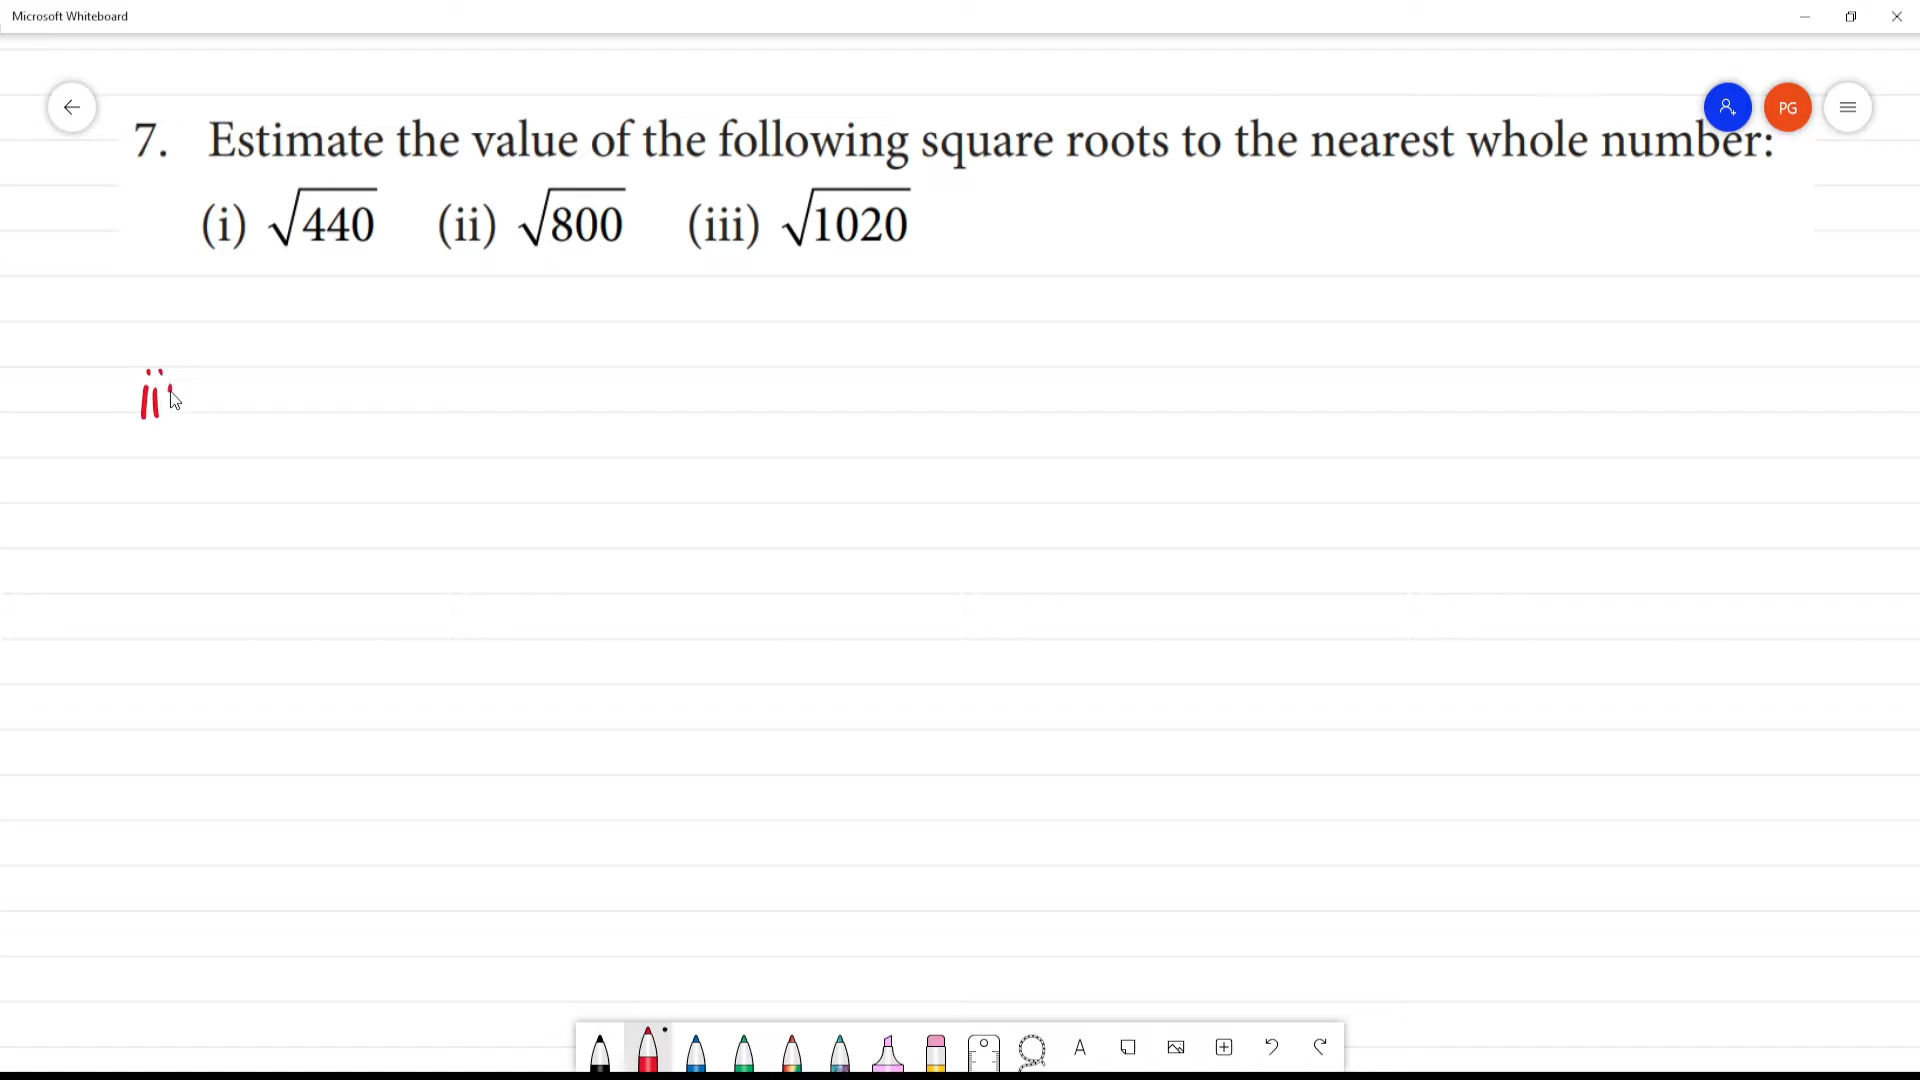 Microsoft Whiteboard
PG
7. Estimate the value of the following square roots to the nearest whole number:
(i) √440 (ii) √800 (iii) √1020
ii
A